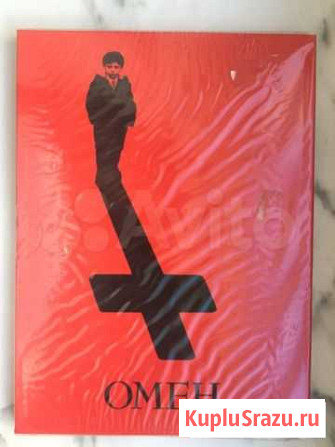 Avito
ОМЕН
KupluSrazu.ru